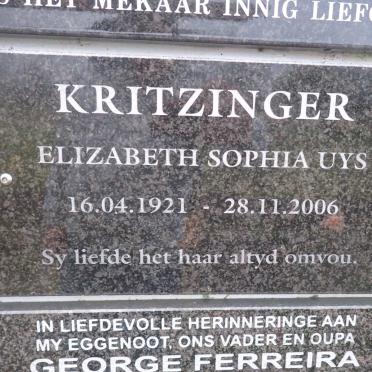 HET MEKAAR INNIG
KRITZINGER
ELIZABETH SOPHIA UYS
16.04.1921 - 28.11.2006
Sy liefde het haar altyd omvou.
IN LIEFDEVOLLE HERINNERINGE AAN
MY EGGENOOT, ONS VADER EN OUPA
GEORGE FERREIRA